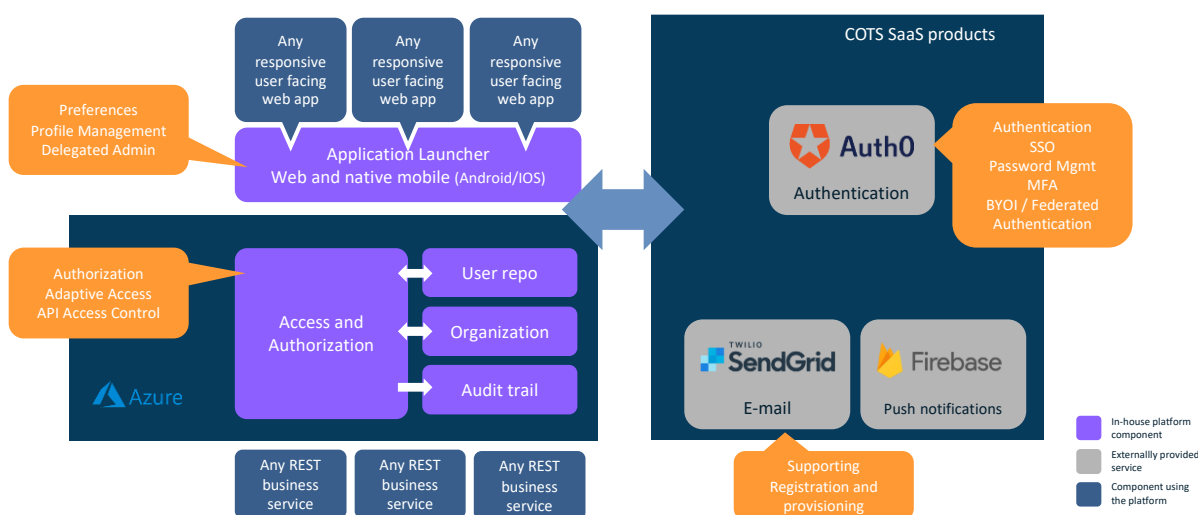 Any
responsive
user facing
web app
Any
responsive
user facing
web app
Any
responsive
user facing
web app
COTS SaaS products
Preferences
Profile Management
Delegated Admin
Application Launcher
Web and native mobile (Android/IOS)
Auth0
Authentication
Authentication
SSO
Password Mgmt
MFA
BYOI / Federated
Authentication
...
Authorization
Adaptive Access
API Access Control
Access and
Authorization
User repo
Organization
Audit trail
Azure
TWILIO
SendGrid
E-mail
Firebase
Push notifications
Any REST
business
service
Any REST
business
service
Any REST
business
service
Supporting
Registration and
provisioning
In-house platform
component
Externallly provided
service
Component using
the platform